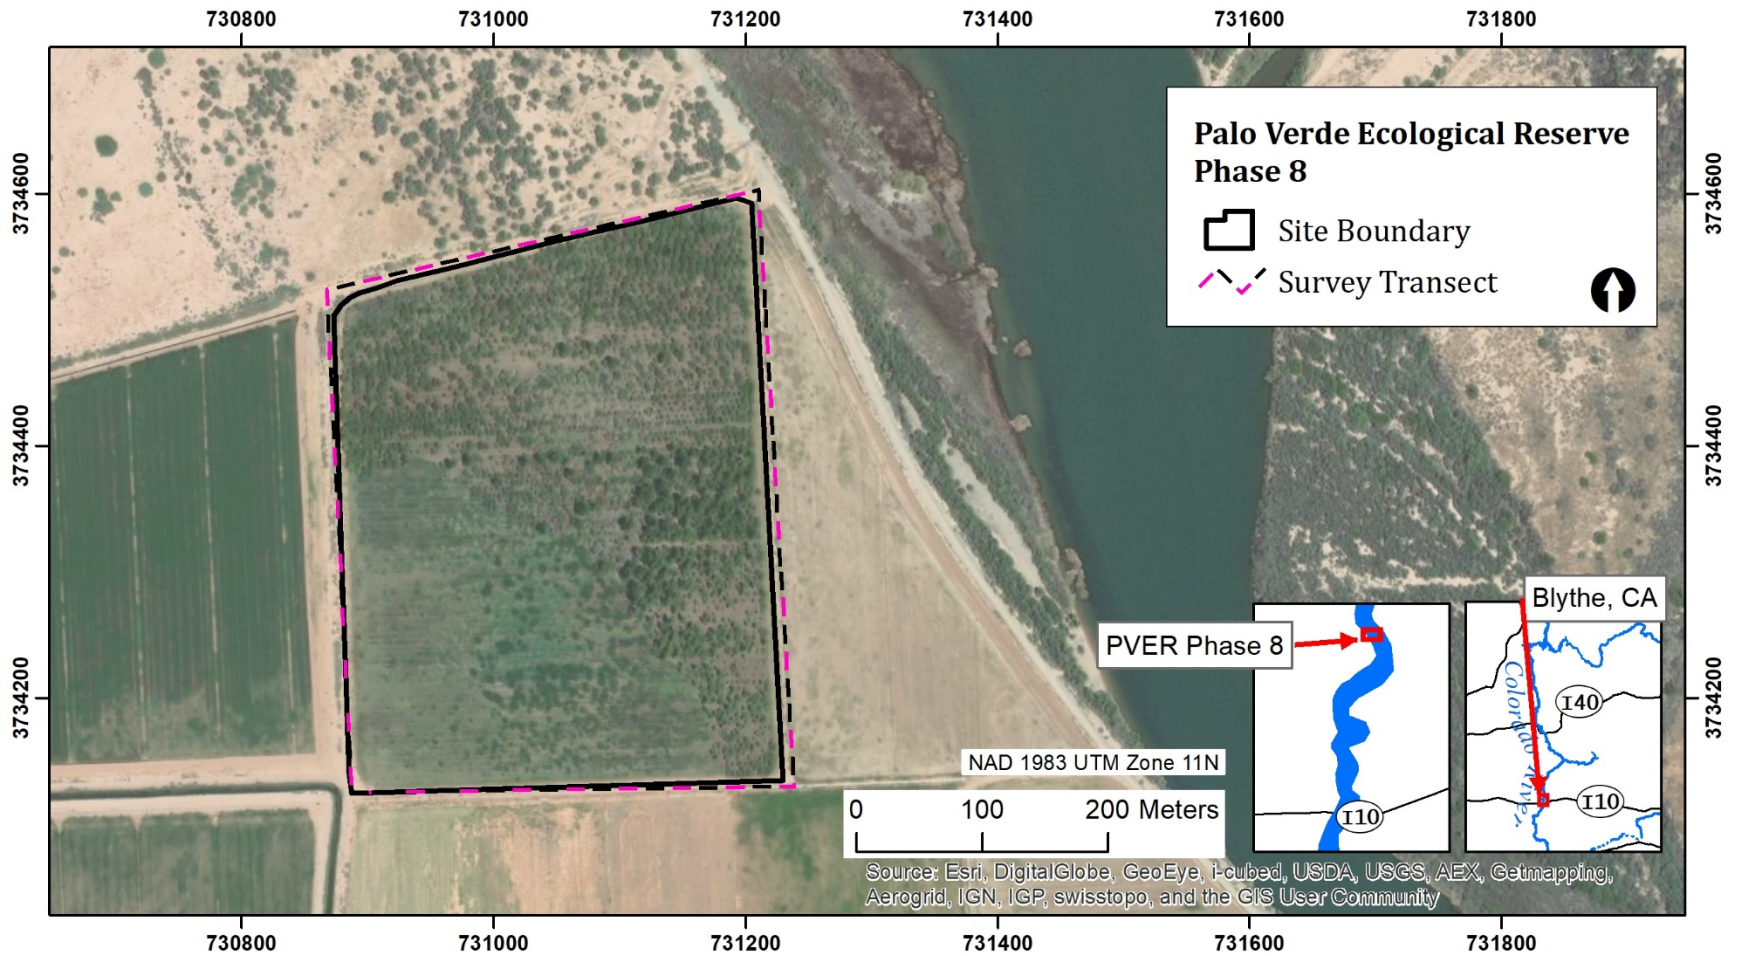 730800 731000 731200 731400 731600 731800
3734600
3734400
3734200
Palo Verde Ecological Reserve
Phase 8
Site Boundary
Survey Transect
3734600
3734400
3734200
PVER Phase 8
I10
Blythe, CA
Colorado River
I40
I10
NAD 1983 UTM Zone 11N
0 100 200 Meters
Source: Esri, DigitalGlobe, GeoEye, i-cubed, USDA, USGS, AEX, Getmapping,
Aerogrid, IGN, IGP, swisstopo, and the GIS User Community
730800 731000 731200 731400 731600 731800